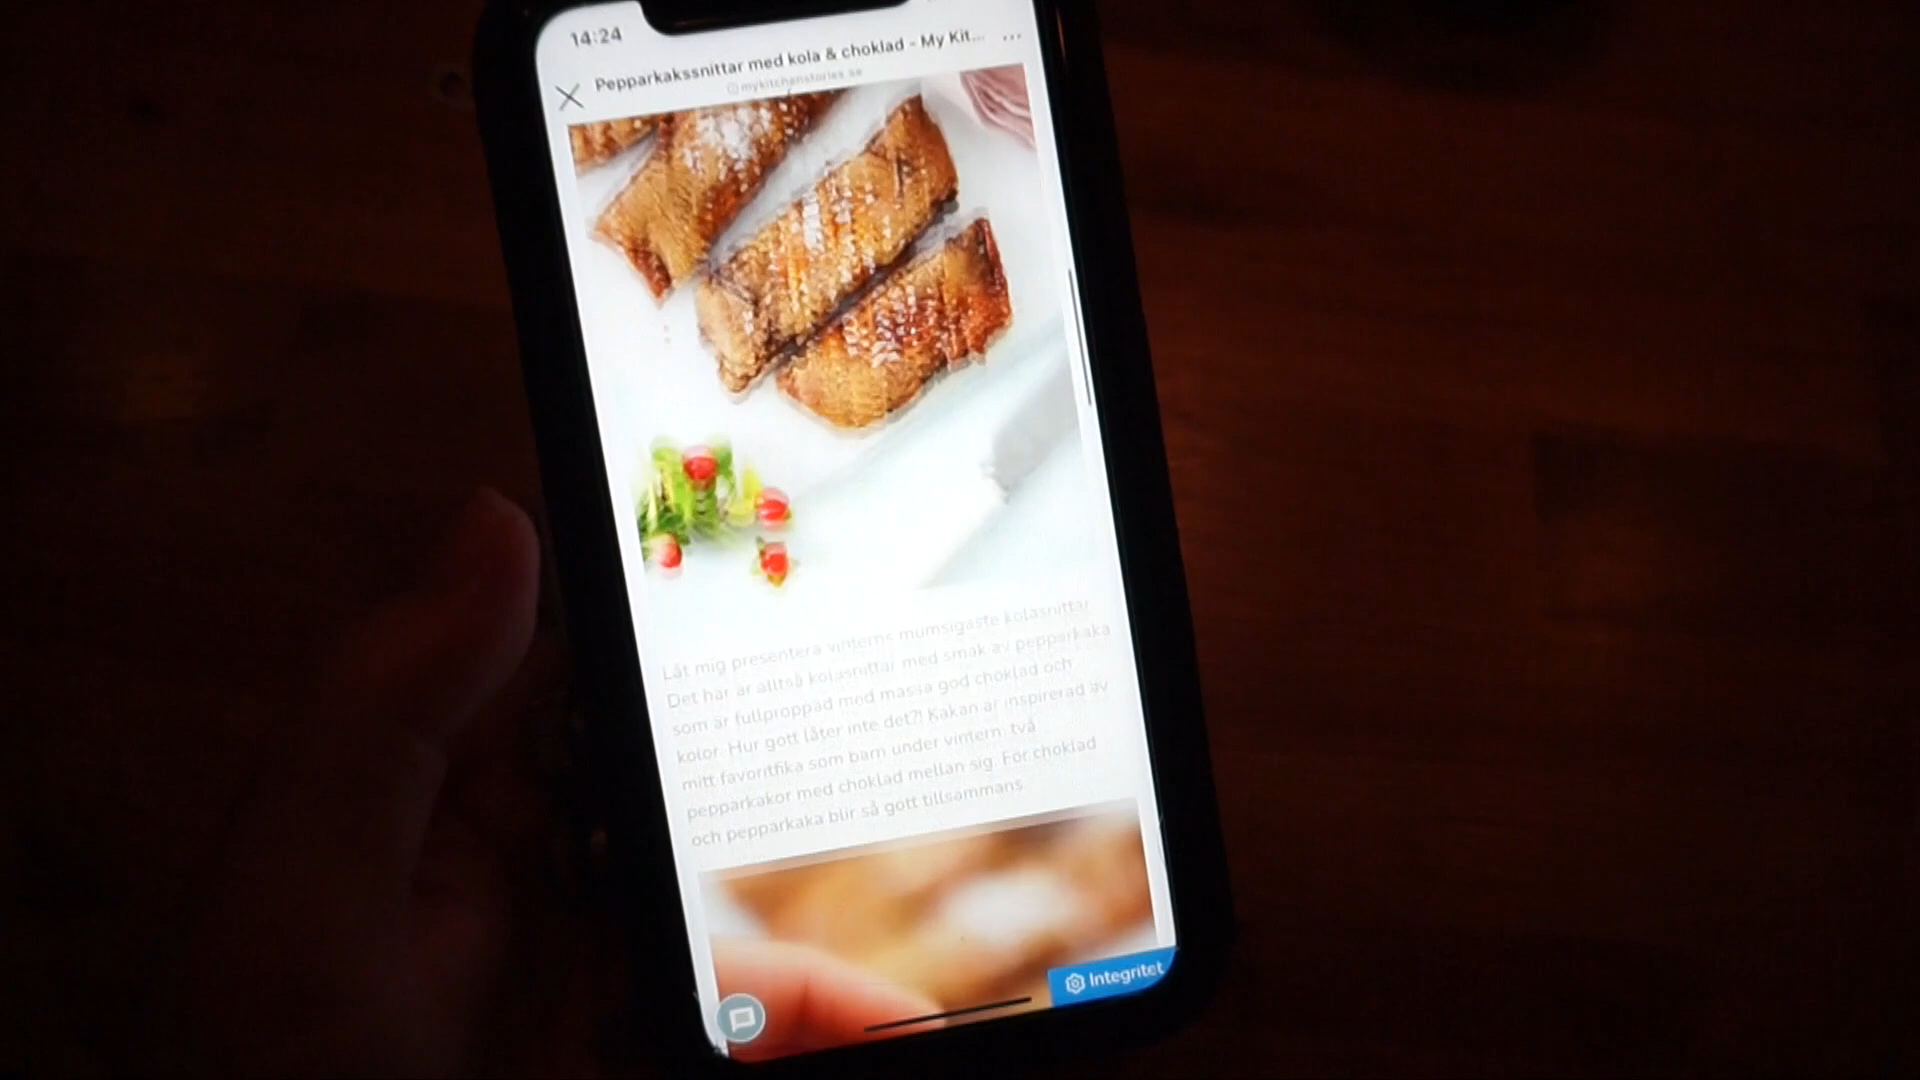 14:24
Pepparkakssnittar med kola & choklad - My Kit... ...
mykitchenstories.se
Låt mig presentera vinterns mumsigaste kolasnittar
Det här är alltså kolasnittar med smak av pepparkaka
som är fullproppad med massa god choklad och
kolor. Hur gott låter inte det?! Kakan är inspirerad av
mitt favoritfika som barn under vintern: två
pepparkakor med choklad mellan sig. För choklad
och pepparkaka blir så gott tillsammans
Integritet